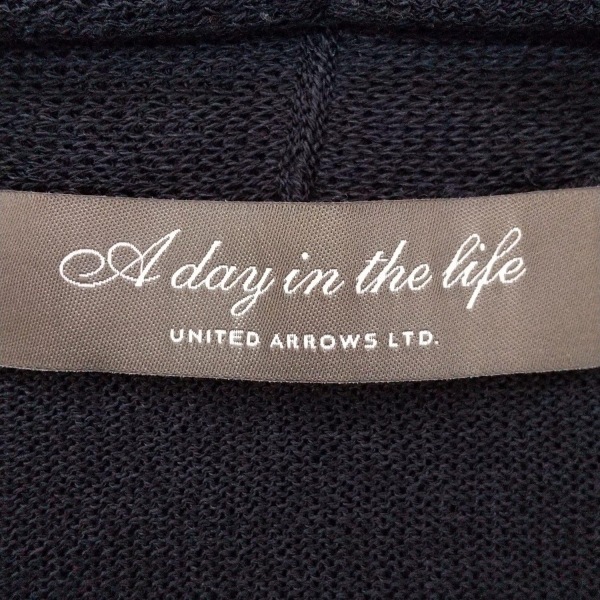 A day in the life
UNITED ARROWS LTD.